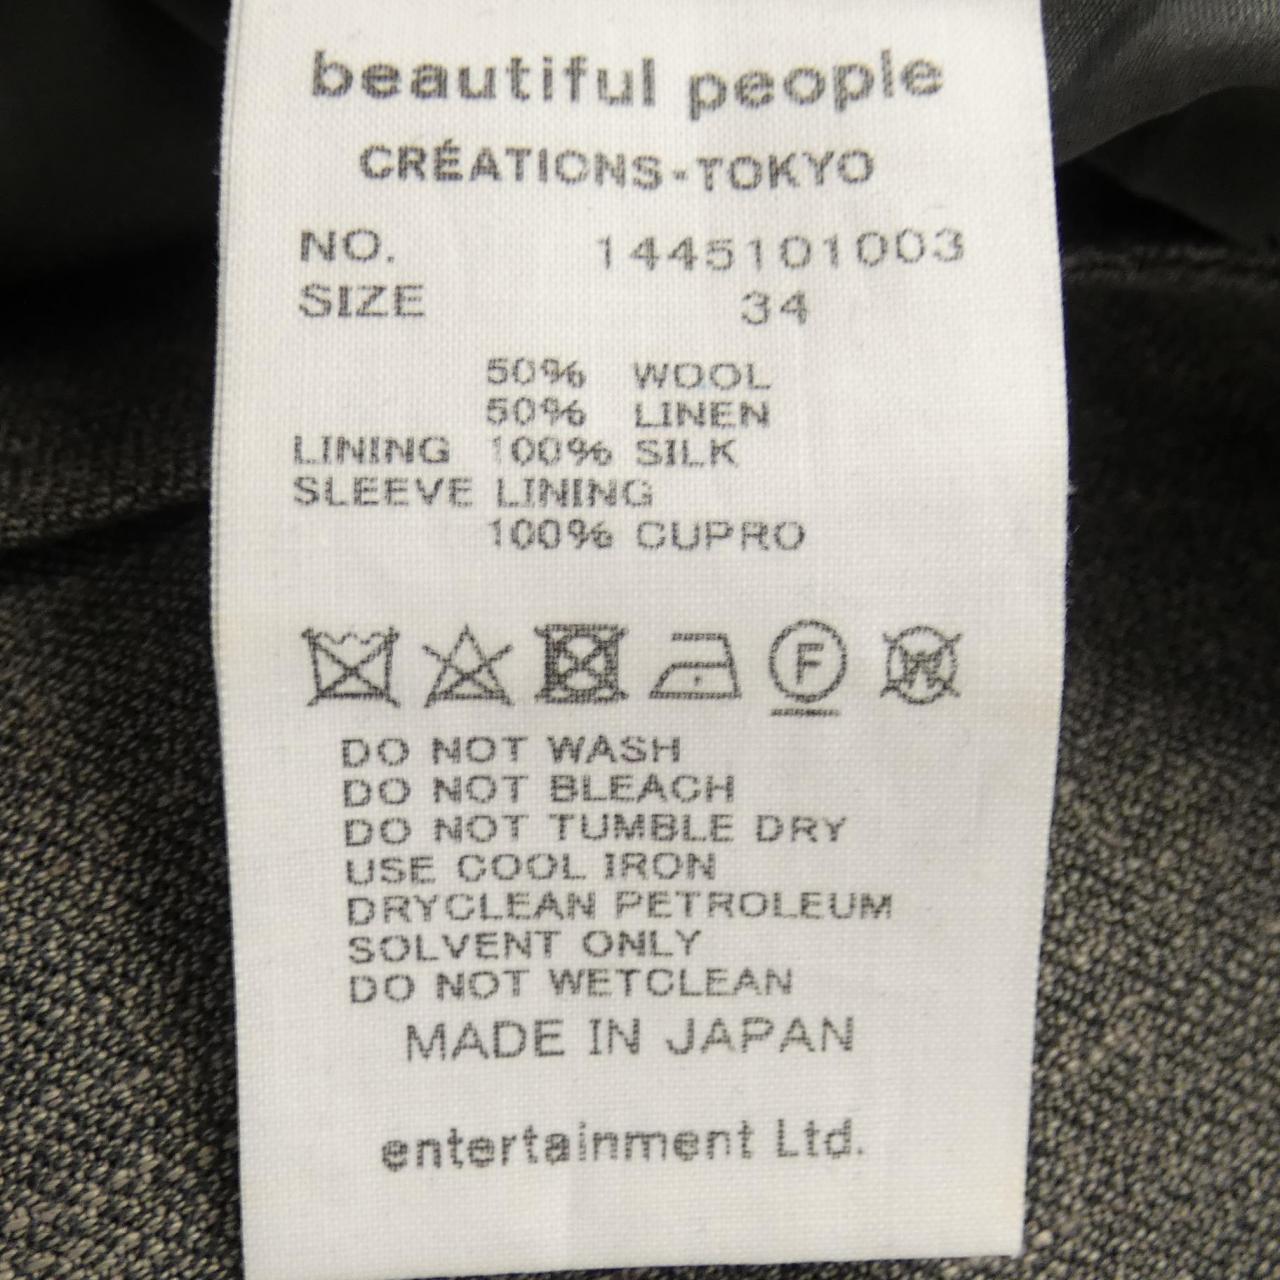 beautiful people
CRÉATIONS-TOKYO
NO. 1445101003
SIZE 34
50% WOOL
50% LINEN
LINING 100% SILK
SLEEVE LINING
100% CUPRO
F W
DO NOT WASH
DO NOT BLEACH
DO NOT TUMBLE DRY
USE COOL IRON
DRYCLEAN PETROLEUM
SOLVENT ONLY
DO NOT WETCLEAN
MADE IN JAPAN
entertainment Ltd.